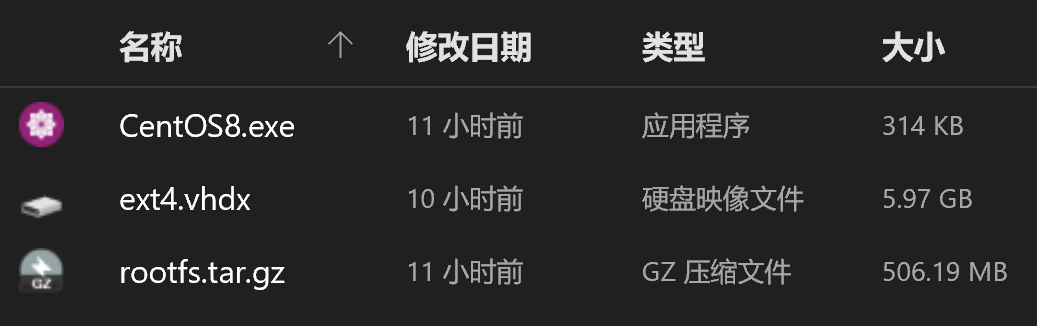 名称 修改日期 类型 大小
CentOS8.exe 11 小时前 应用程序 314 KB
ext4.vhdx 10 小时前 硬盘映像文件 5.97 GB
GZ rootfs.tar.gz 11 小时前 GZ 压缩文件 506.19 MB